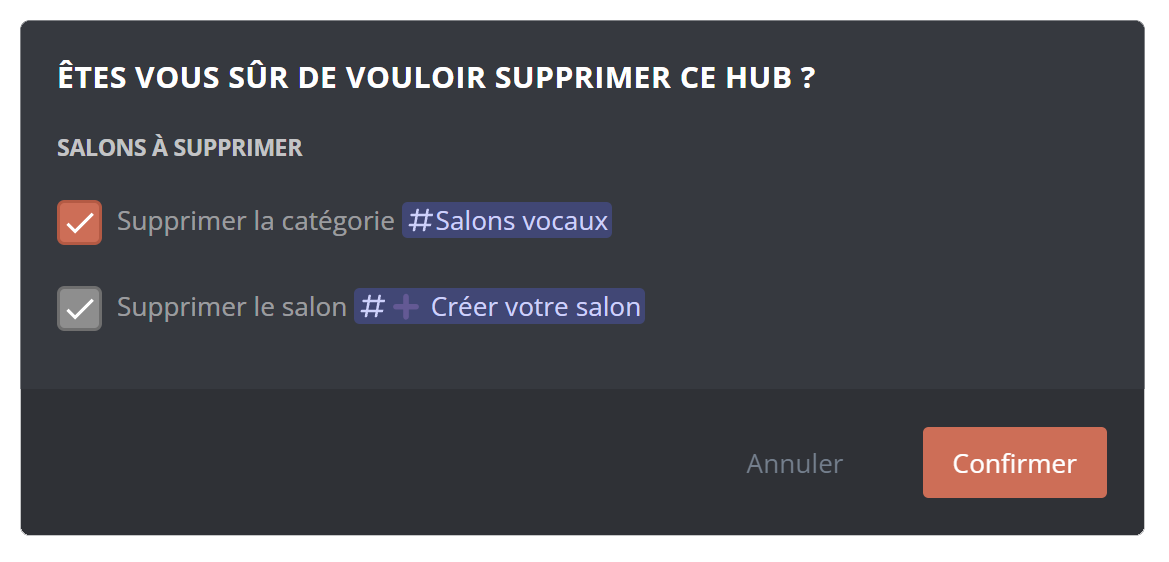 ÊTES VOUS SÛR DE VOULOIR SUPPRIMER CE HUB ?
SALONS À SUPPRIMER
Supprimer la catégorie #Salons vocaux
Supprimer le salon #➕ Créer votre salon
Annuler Confirmer